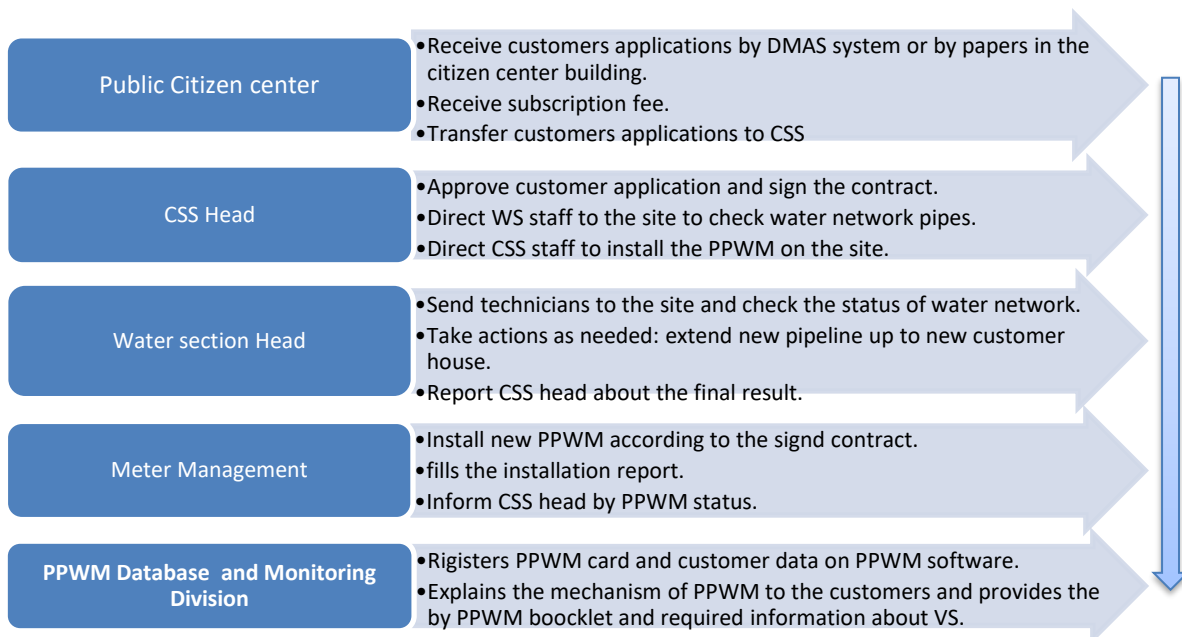 Public Citizen center
•Receive customers applications by DMAS system or by papers in the
citizen center building.
•Receive subscription fee.
•Transfer customers applications to CSS
CSS Head
•Approve customer application and sign the contract.
•Direct WS staff to the site to check water network pipes.
•Direct CSS staff to install the PPWM on the site.
Water section Head
•Send technicians to the site and check the status of water network.
•Take actions as needed: extend new pipeline up to new customer
house.
•Report CSS head about the final result.
Meter Management
•Install new PPWM according to the signd contract.
•fills the installation report.
•Inform CSS head by PPWM status.
PPWM Database and Monitoring
Division
•Rigisters PPWM card and customer data on PPWM software.
•Explains the mechanism of PPWM to the customers and provides the
by PPWM boocklet and required information about VS.